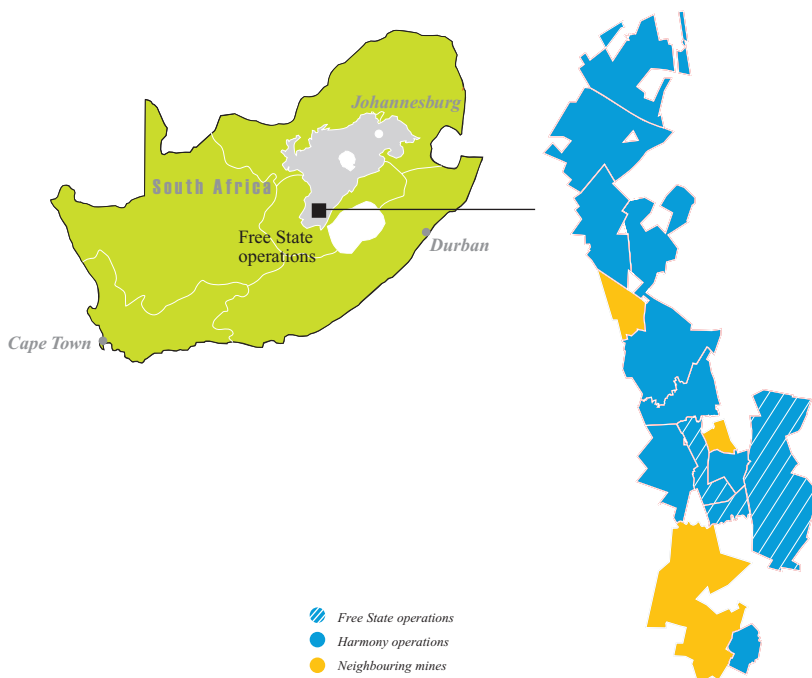 Johannesburg
South Africa
Free State
operations
Durban
Cape Town
Free State operations
Harmony operations
Neighbouring mines